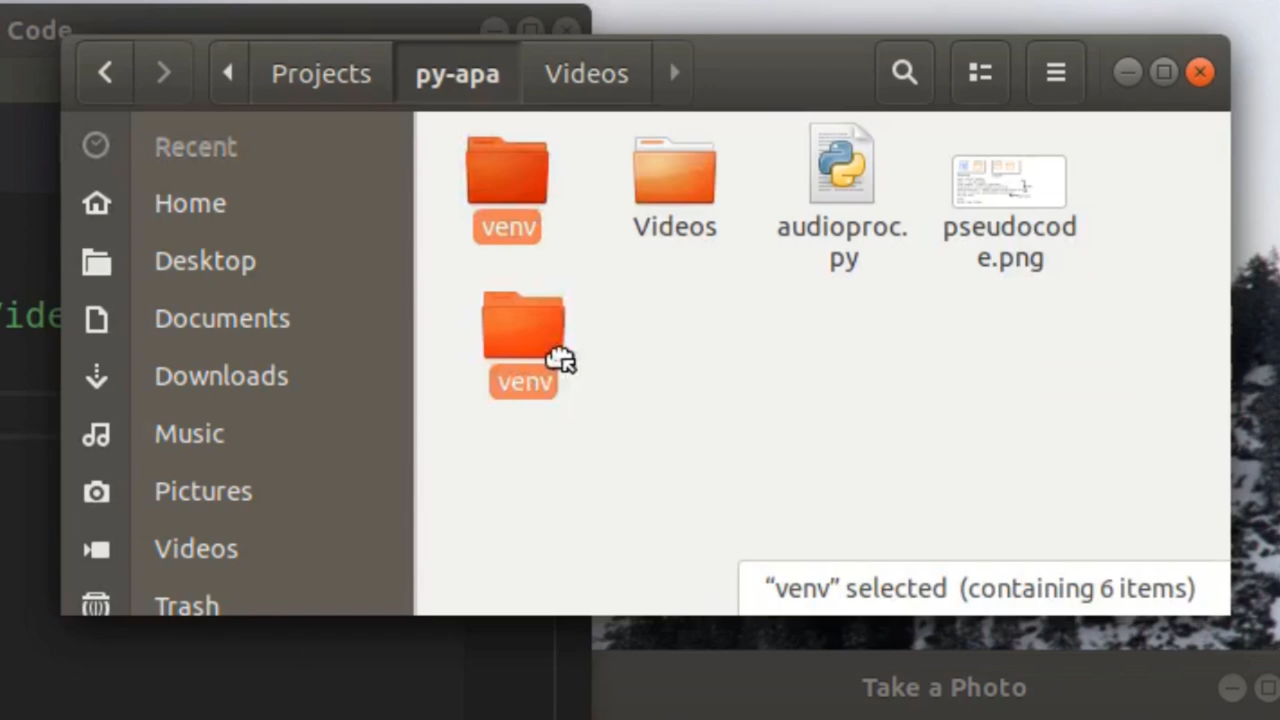 Code
Projects
py-apa
Videos
Recent
Home
Desktop
Documents
Downloads
Music
Pictures
Videos
Trash
venv
Videos
audioproc.
py
pseudocod
e.png
venv
"venv" selected (containing 6 items)
Take a Photo